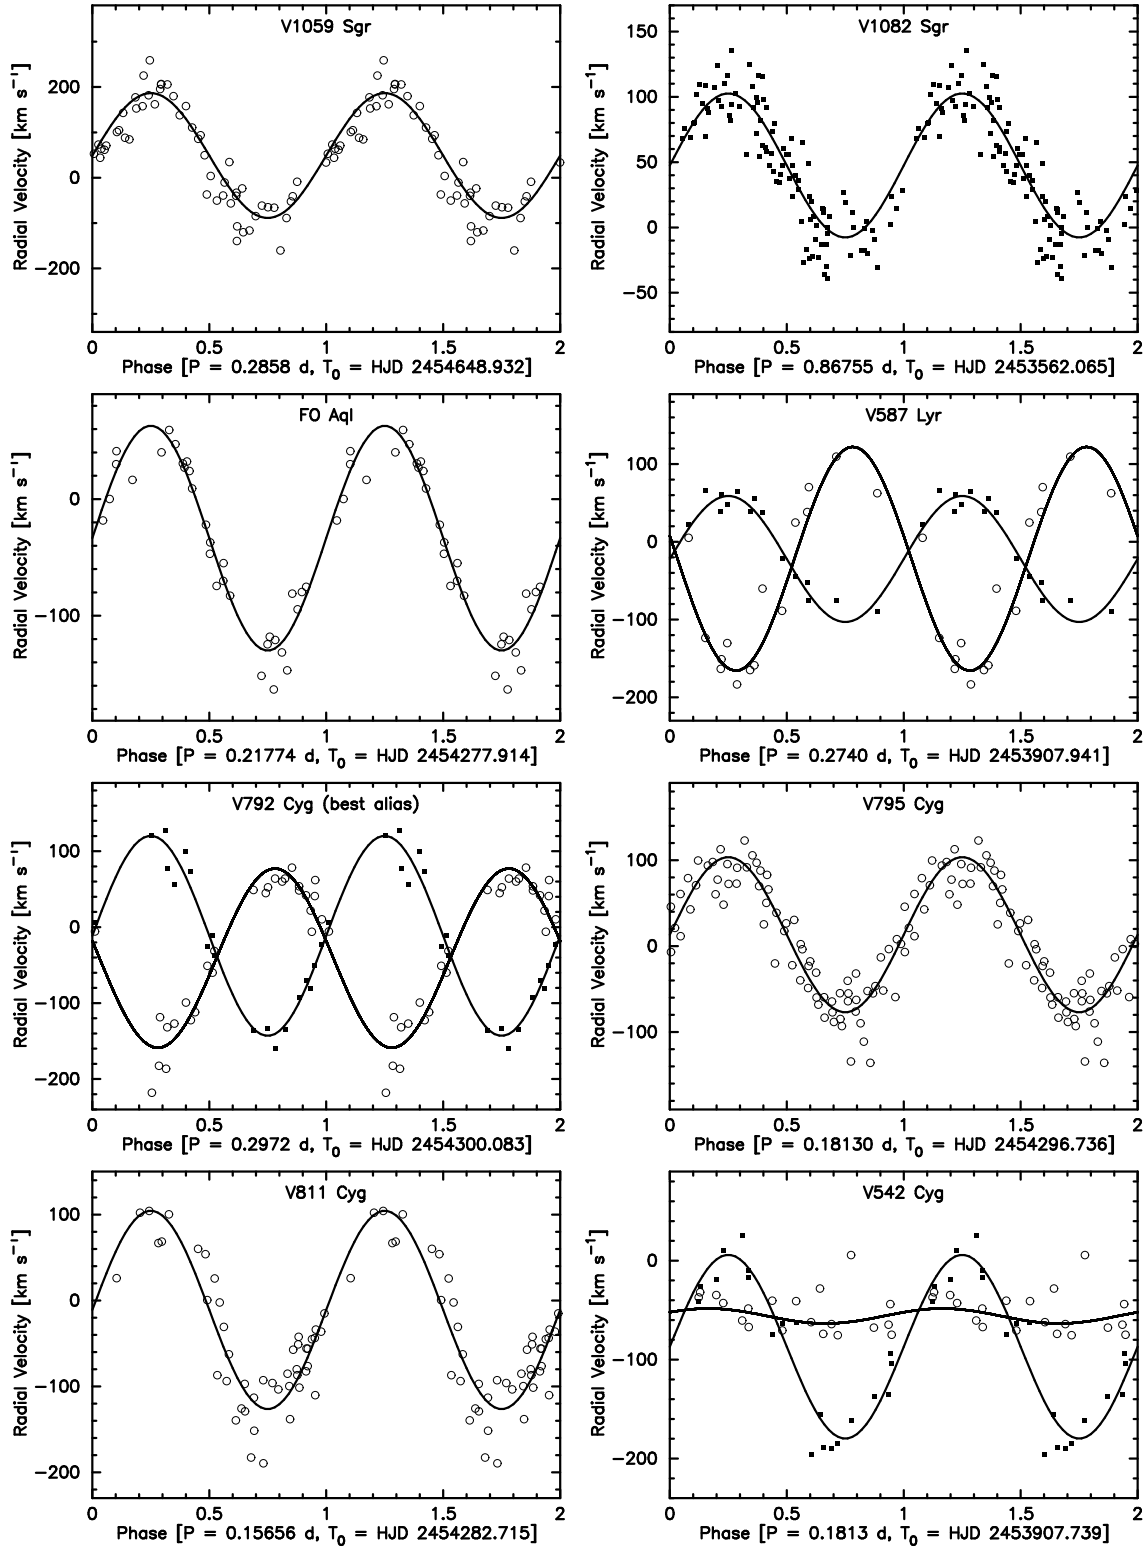 V1059 Sgr
Radial Velocity [km s⁻¹]
200
0
−200
0 0.5 1 1.5 2
Phase [P = 0.2858 d, T₀ = HJD 2454648.932]
V1082 Sgr
Radial Velocity [km s⁻¹]
150
100
50
0
−50
0 0.5 1 1.5 2
Phase [P = 0.86755 d, T₀ = HJD 2453562.065]
FO Aql
Radial Velocity [km s⁻¹]
0
−100
0 0.5 1 1.5 2
Phase [P = 0.21774 d, T₀ = HJD 2454277.914]
V587 Lyr
Radial Velocity [km s⁻¹]
100
0
−100
−200
0 0.5 1 1.5 2
Phase [P = 0.2740 d, T₀ = HJD 2453907.941]
V792 Cyg (best alias)
Radial Velocity [km s⁻¹]
100
0
−100
−200
0 0.5 1 1.5 2
Phase [P = 0.2972 d, T₀ = HJD 2454300.083]
V795 Cyg
Radial Velocity [km s⁻¹]
100
0
−100
0 0.5 1 1.5 2
Phase [P = 0.18130 d, T₀ = HJD 2454296.736]
V811 Cyg
Radial Velocity [km s⁻¹]
100
0
−100
−200
0 0.5 1 1.5 2
Phase [P = 0.15656 d, T₀ = HJD 2454282.715]
V542 Cyg
Radial Velocity [km s⁻¹]
0
−100
−200
0 0.5 1 1.5 2
Phase [P = 0.1813 d, T₀ = HJD 2453907.739]